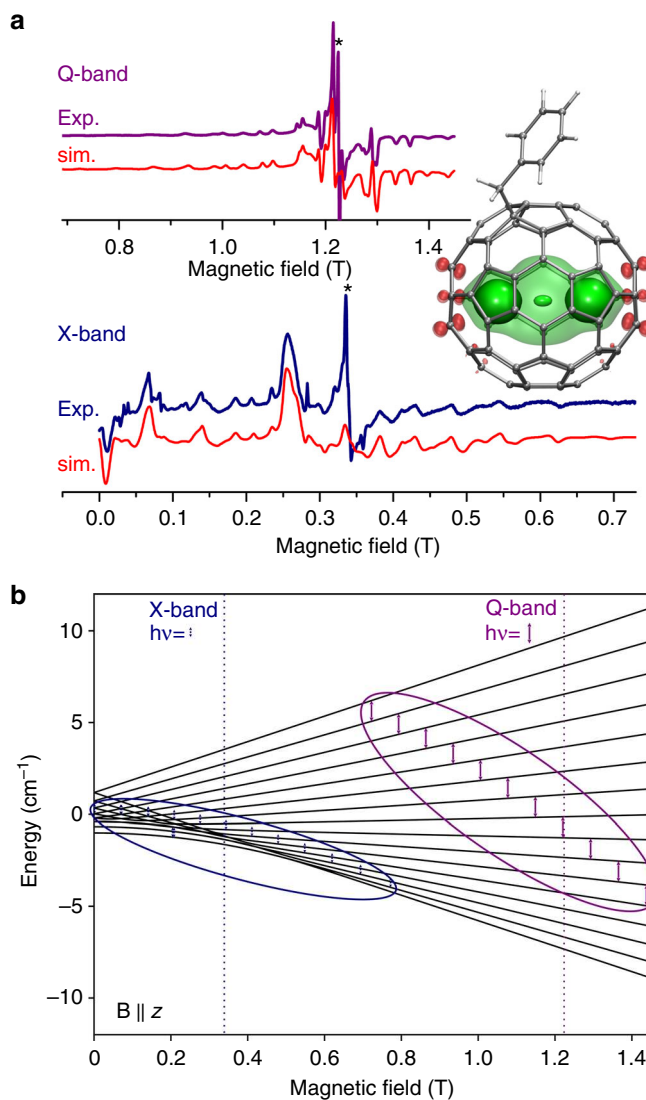 a
Q-band
*
Exp.
sim.
0.8 1.0 1.2 1.4
Magnetic field (T)
X-band
*
Exp.
sim.
0.0 0.1 0.2 0.3 0.4 0.5 0.6 0.7
Magnetic field (T)
b
X-band
hν=
Q-band
hν=
10
5
0
−5
−10
Energy (cm⁻¹)
B || z
0 0.2 0.4 0.6 0.8 1.0 1.2 1.4
Magnetic field (T)